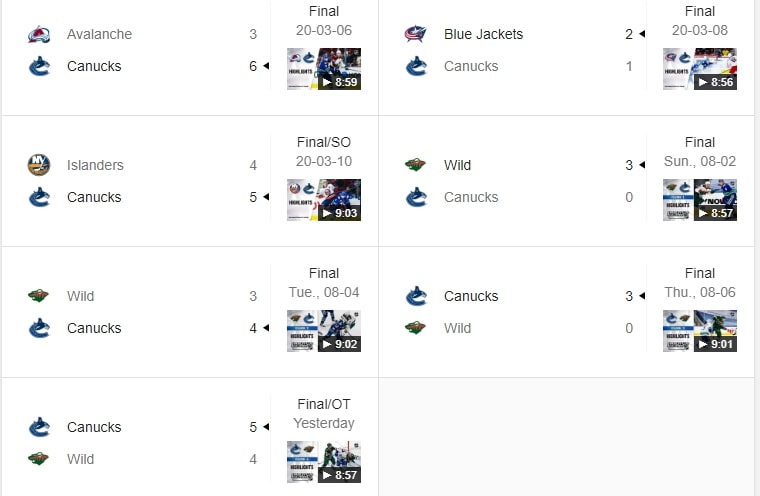 Final
20-03-06
Avalanche 3
Canucks 6
HIGHLIGHTS
8:59
Final
20-03-08
Blue Jackets 2
Canucks 1
HIGHLIGHTS
8:56
Final/SO
20-03-10
Islanders 4
Canucks 5
HIGHLIGHTS
9:03
Final
Sun., 08-02
Wild 3
Canucks 0
HIGHLIGHTS
8:57
Final
Tue., 08-04
Wild 3
Canucks 4
HIGHLIGHTS
9:02
Final
Thu., 08-06
Canucks 3
Wild 0
HIGHLIGHTS
9:01
Final/OT
Yesterday
Canucks 5
Wild 4
HIGHLIGHTS
8:57